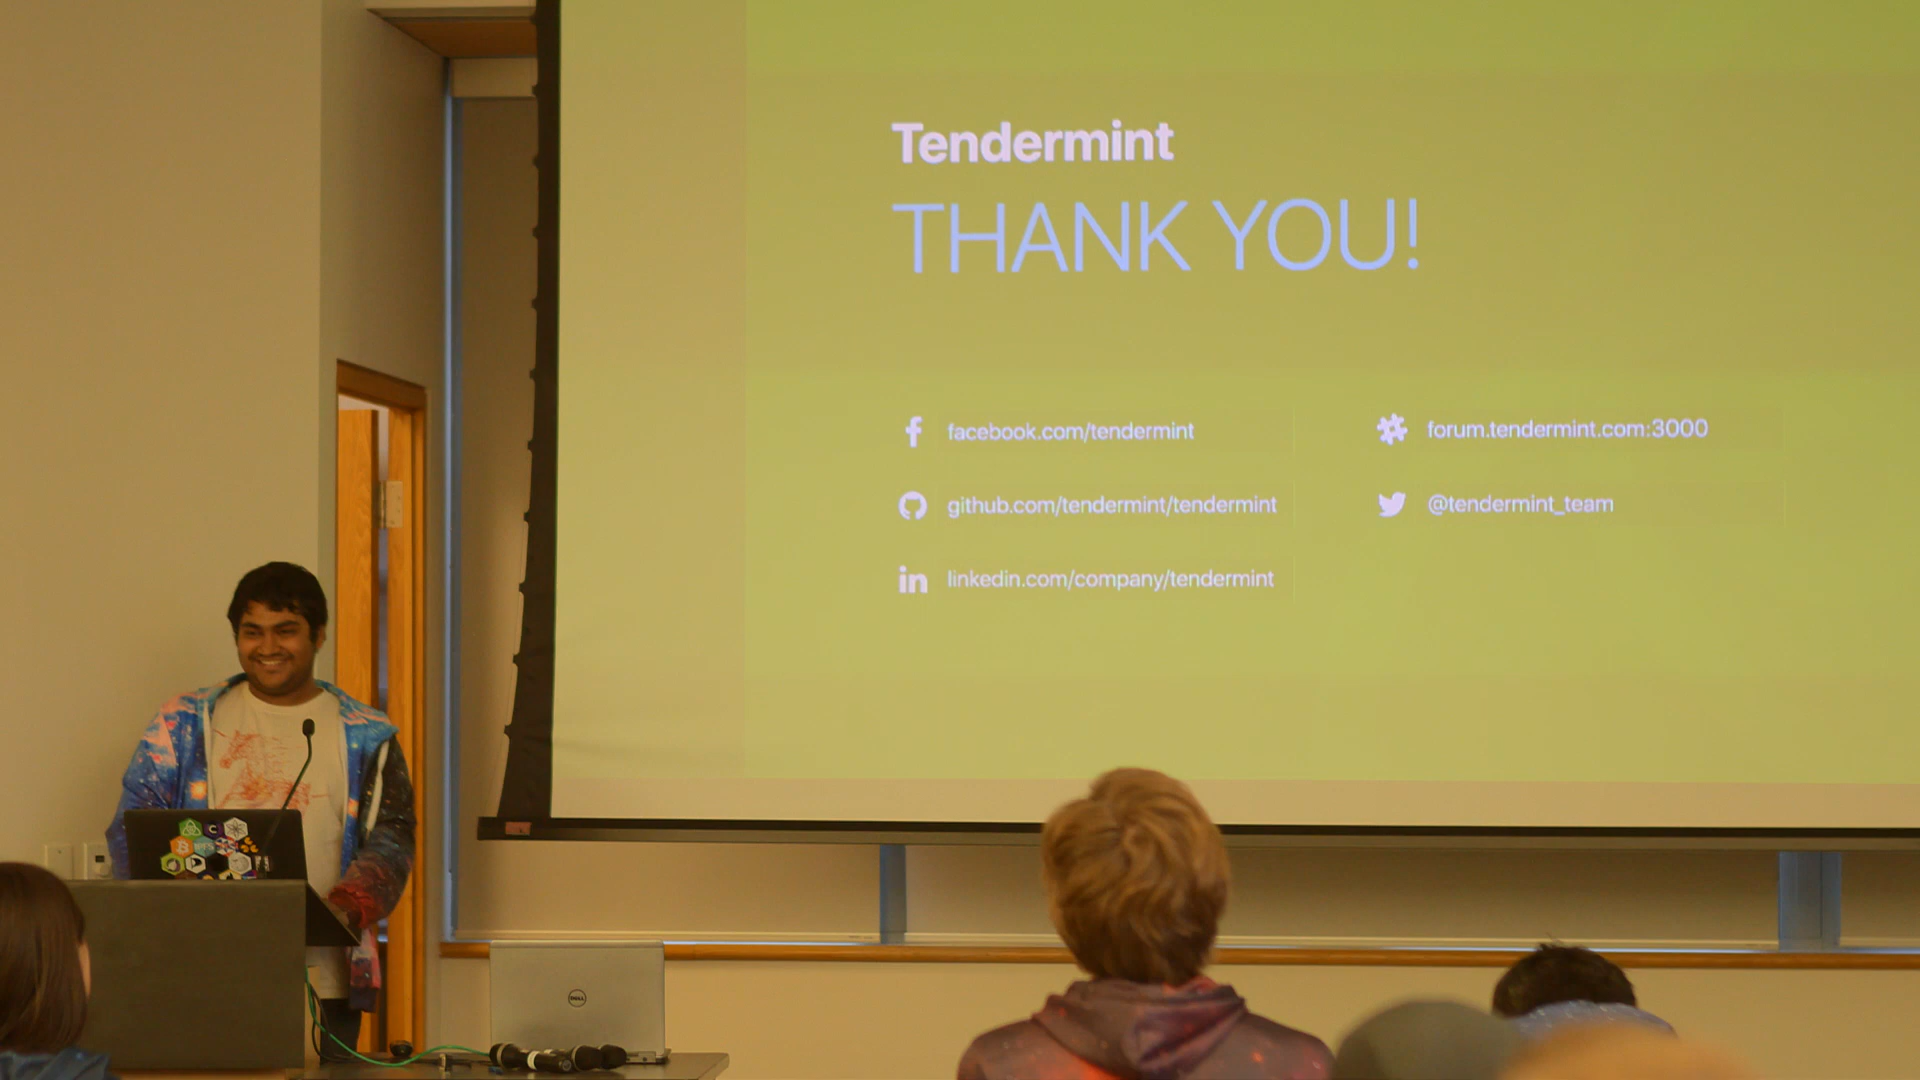 Tendermint
THANK YOU!
facebook.com/tendermint
forum.tendermint.com:3000
github.com/tendermint/tendermint
@tendermint_team
linkedin.com/company/tendermint
DELL